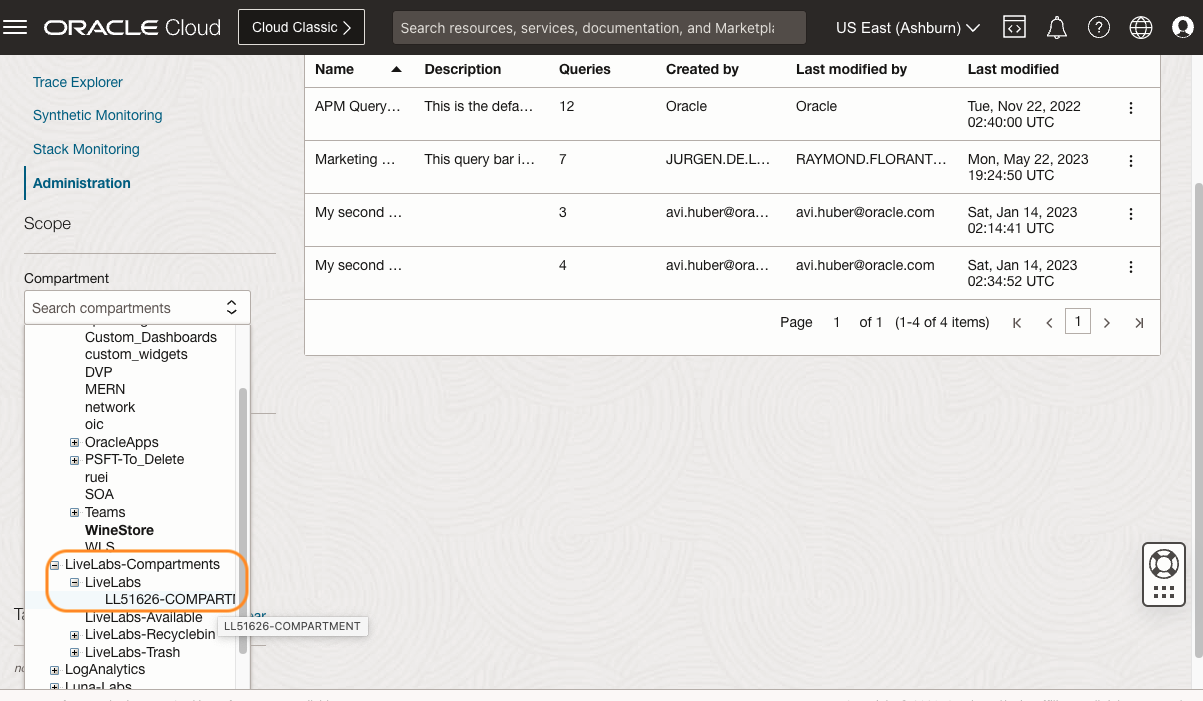 ORACLE Cloud
Cloud Classic
Search resources, services, documentation, and Marketpl
US East (Ashburn)
Trace Explorer
Synthetic Monitoring
Stack Monitoring
Administration
Scope
Compartment
Search compartments
Custom_Dashboards
custom_widgets
DVP
MERN
network
oic
OracleApps
PSFT-To_Delete
ruei
SOA
Teams
WineStore
WLS
LiveLabs-Compartments
LiveLabs
LL51626-COMPARTI
LiveLabs-Available
LL51626-COMPARTMENT
LiveLabs-Recyclebin
LiveLabs-Trash
LogAnalytics
Luna-Labs
Name Description Queries Created by Last modified by Last modified
APM Query… This is the defa… 12 Oracle Oracle Tue, Nov 22, 2022
02:40:00 UTC
Marketing … This query bar i… 7 JURGEN.DE.L… RAYMOND.FLORANT… Mon, May 22, 2023
19:24:50 UTC
My second … 3 avi.huber@ora… avi.huber@oracle.com Sat, Jan 14, 2023
02:14:41 UTC
My second … 4 avi.huber@ora… avi.huber@oracle.com Sat, Jan 14, 2023
02:34:52 UTC
Page 1 of 1 (1-4 of 4 items) 1